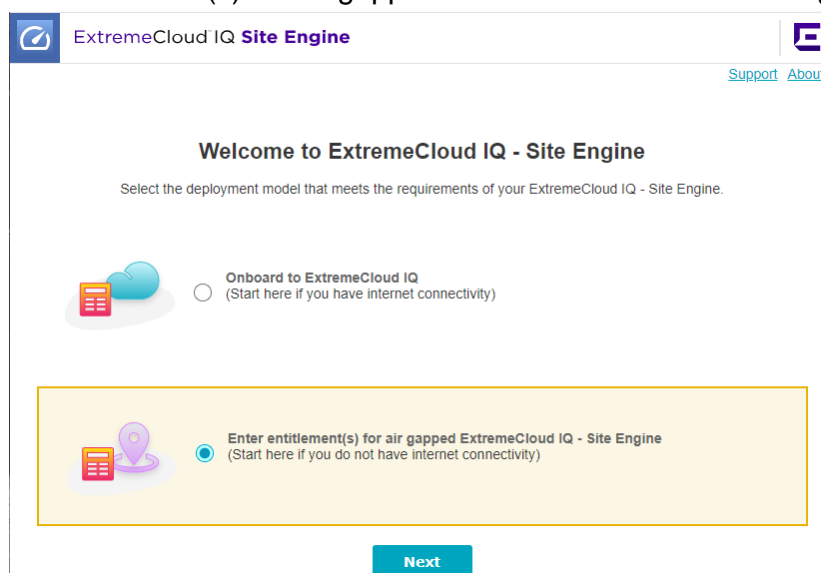 ExtremeCloud IQ Site Engine
Support About
Welcome to ExtremeCloud IQ - Site Engine
Select the deployment model that meets the requirements of your ExtremeCloud IQ - Site Engine.
Onboard to ExtremeCloud IQ
(Start here if you have internet connectivity)
Enter entitlement(s) for air gapped ExtremeCloud IQ - Site Engine
(Start here if you do not have internet connectivity)
Next